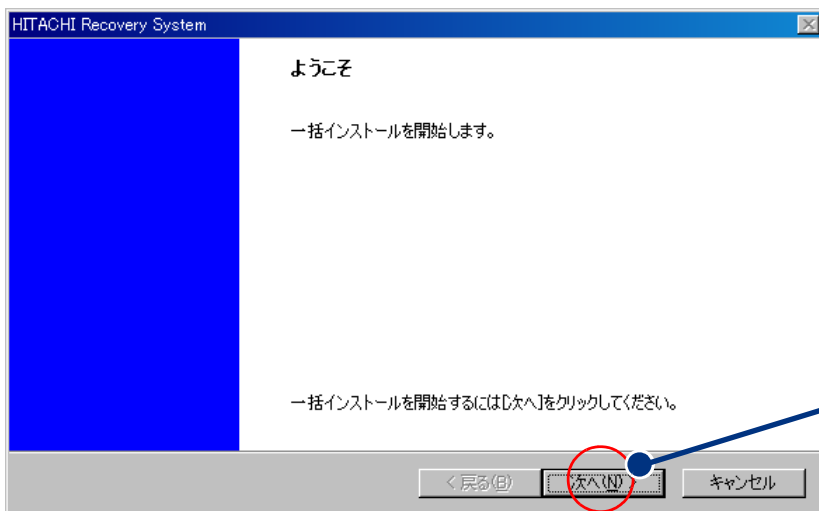 HITACHI Recovery System
ようこそ
一括インストールを開始します。
一括インストールを開始するには[次へ]をクリックしてください。
< 戻る(B)
次へ(N) >
キャンセル